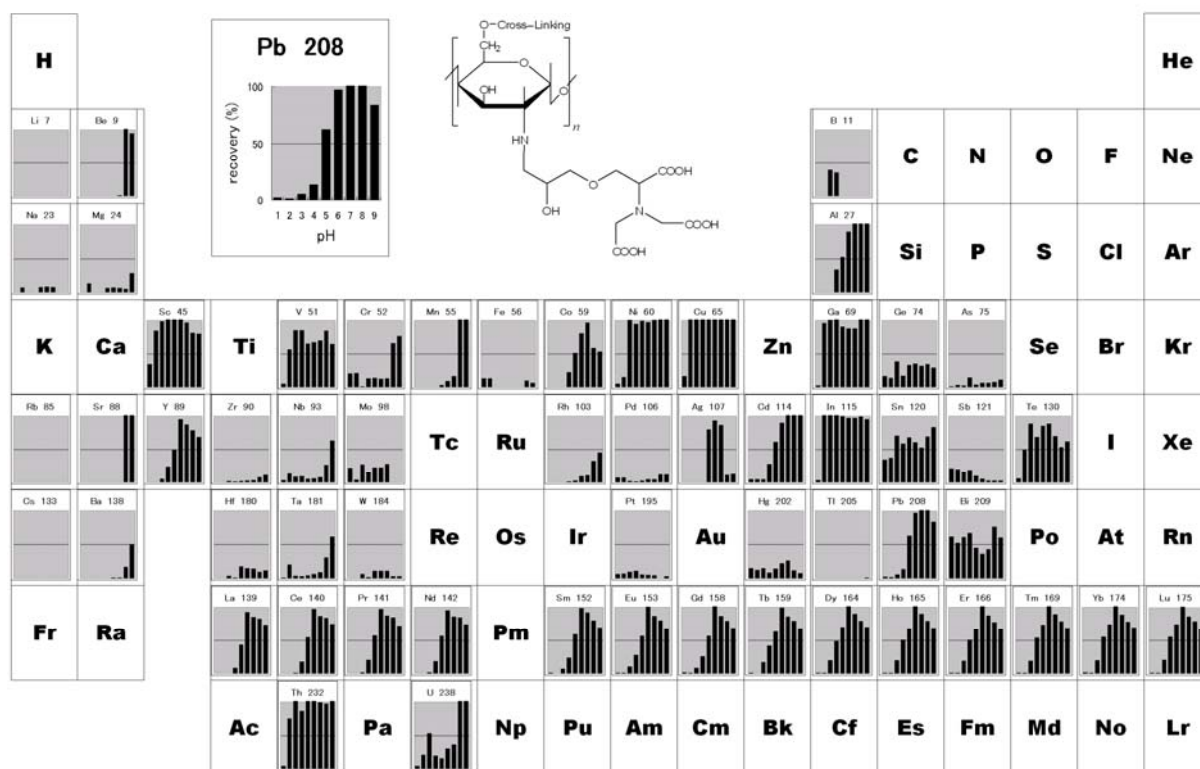 H
He
Pb 208
recovery (%)
100
50
0
1 2 3 4 5 6 7 8 9
pH
O
Cross-Linking
CH2
O
OH
O
n
HN
OH
O
COOH
N
COOH
COOH
Li 7 Be 9 B 11 C N O F Ne
Na 23 Mg 24 Al 27 Si P S Cl Ar
K Ca Sc 45 Ti V 51 Cr 52 Mn 55 Fe 56 Co 59 Ni 60 Cu 65 Zn Ga 69 Ge 74 As 75 Se Br Kr
Rb 85 Sr 88 Y 89 Zr 90 Nb 93 Mo 98 Tc Ru Rh 103 Pd 106 Ag 107 Cd 114 In 115 Sn 120 Sb 121 Te 130 I Xe
Cs 133 Ba 138 Hf 180 Ta 181 W 184 Re Os Ir Pt 195 Au Hg 202 Tl 205 Pb 208 Bi 209 Po At Rn
Fr Ra La 139 Ce 140 Pr 141 Nd 142 Pm Sm 152 Eu 153 Gd 158 Tb 159 Dy 164 Ho 165 Er 166 Tm 169 Yb 174 Lu 175
Ac Th 232 Pa U 238 Np Pu Am Cm Bk Cf Es Fm Md No Lr